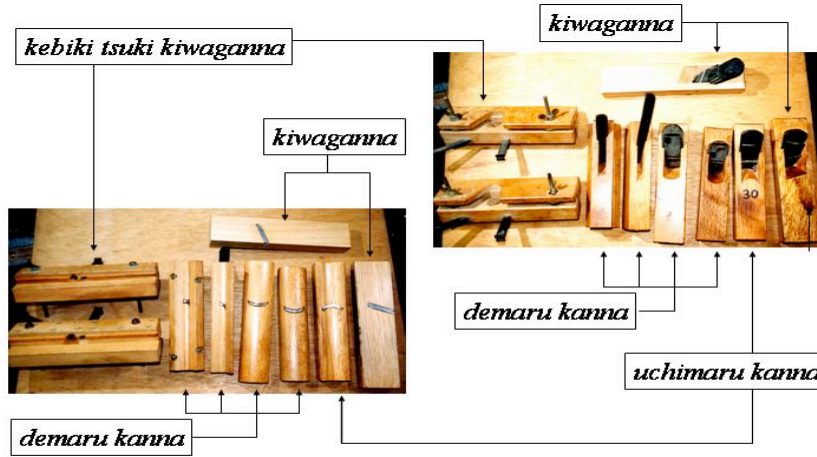 kiwaganna
kebiki tsuki kiwaganna
kiwaganna
30
demaru kanna
uchimaru kanna
demaru kanna